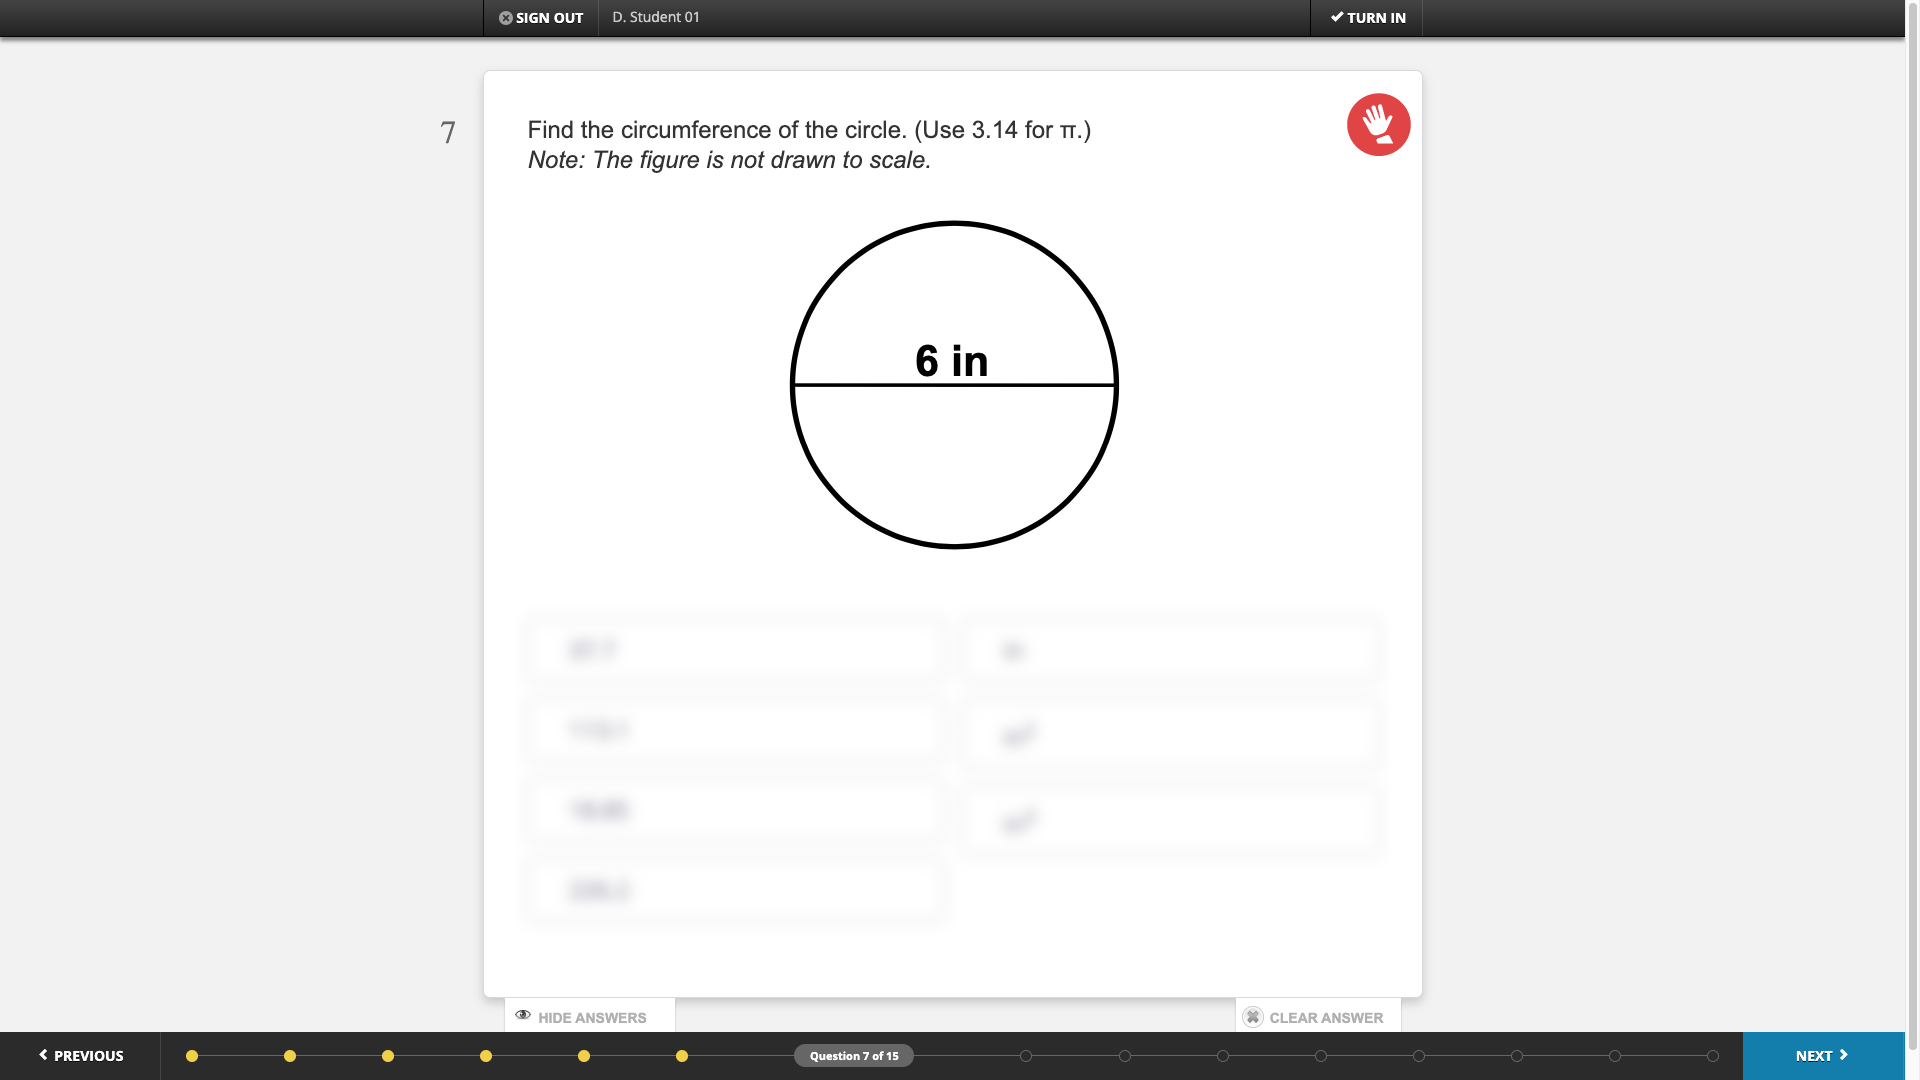 SIGN OUT
D. Student 01
TURN IN
7
Find the circumference of the circle. (Use 3.14 for π.)
Note: The figure is not drawn to scale.
6 in
HIDE ANSWERS
CLEAR ANSWER
PREVIOUS
Question 7 of 15
NEXT